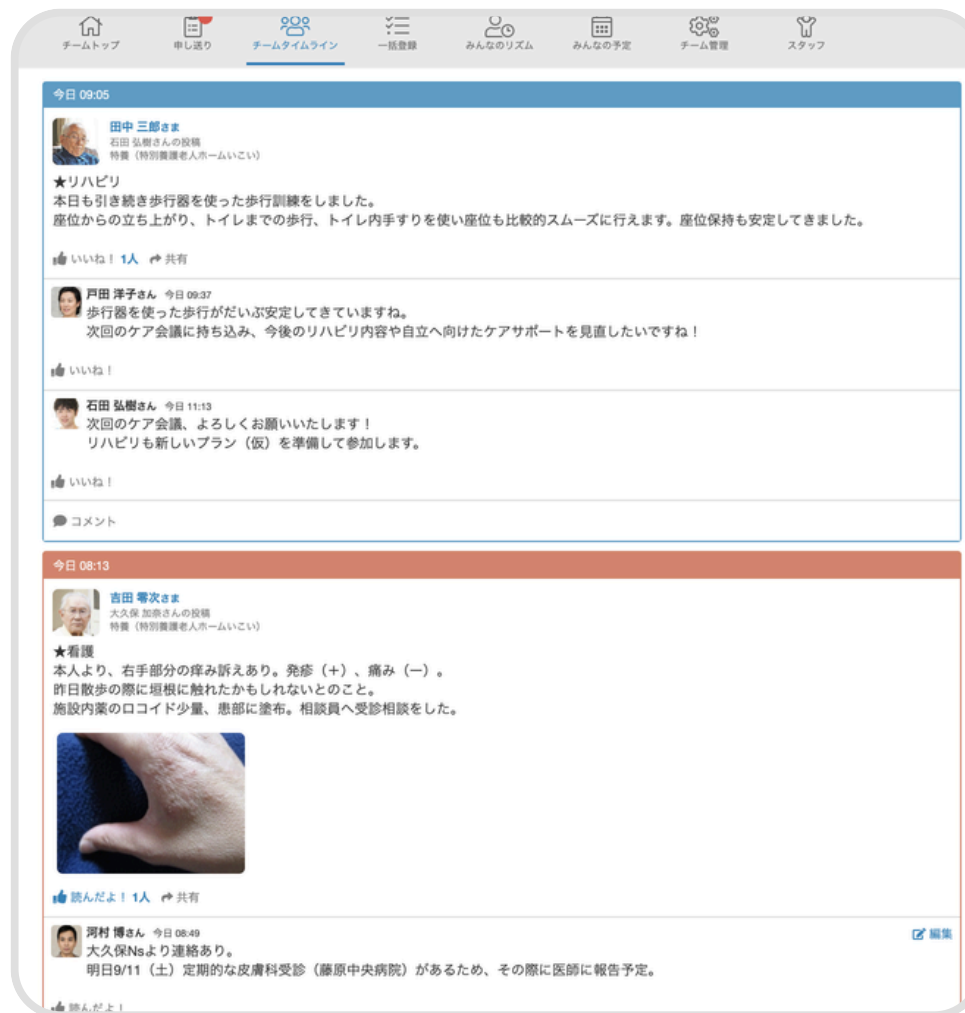 チームトップ
申し送り
チームタイムライン
一括登録
みんなのリズム
みんなの予定
チーム管理
スタッフ
今日 09:05
田中 三郎さま
石田 弘樹さんの投稿
特養（特別養護老人ホームいこい）
★リハビリ
本日も引き続き歩行器を使った歩行訓練をしました。
座位からの立ち上がり、トイレまでの歩行、トイレ内手すりを使い座位も比較的スムーズに行えます。座位保持も安定してきました。
いいね！ 1人 共有
戸田 洋子さん 今日 09:37
歩行器を使った歩行がだいぶ安定してきていますね。
次回のケア会議に持ち込み、今後のリハビリ内容や自立へ向けたケアサポートを見直したいですね！
いいね！
石田 弘樹さん 今日 11:13
次回のケア会議、よろしくお願いいたします！
リハビリも新しいプラン（仮）を準備して参加します。
いいね！
コメント
今日 08:13
吉田 零次さま
大久保 加奈さんの投稿
特養（特別養護老人ホームいこい）
★看護
本人より、右手部分の痒み訴えあり。発疹（+）、痛み（ー）。
昨日散歩の際に垣根に触れたかもしれないとのこと。
施設内薬のロコイド少量、患部に塗布。相談員へ受診相談をした。
読んだよ！ 1人 共有
河村 博さん 今日 08:49
編集
大久保Nsより連絡あり。
明日9/11（土）定期的な皮膚科受診（藤原中央病院）があるため、その際に医師に報告予定。
読んだよ！